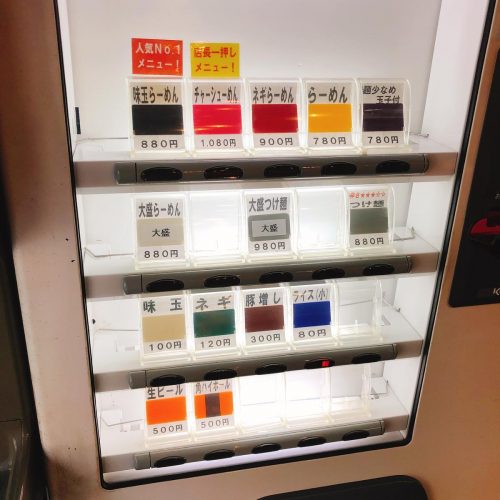 人気No.1
メニュー!
店長一押し
メニュー!
味玉らーめん
880円
チャーシューめん
1.080円
ネギらーめん
900円
らーめん
780円
麺少なめ
玉子付
780円
大盛らーめん
大盛
880円
大盛つけ麺
大盛
980円
つけ麺
880円
味玉
100円
ネギ
120円
豚増し
300円
ライス(小)
80円
生ビール
500円
角ハイボール
500円